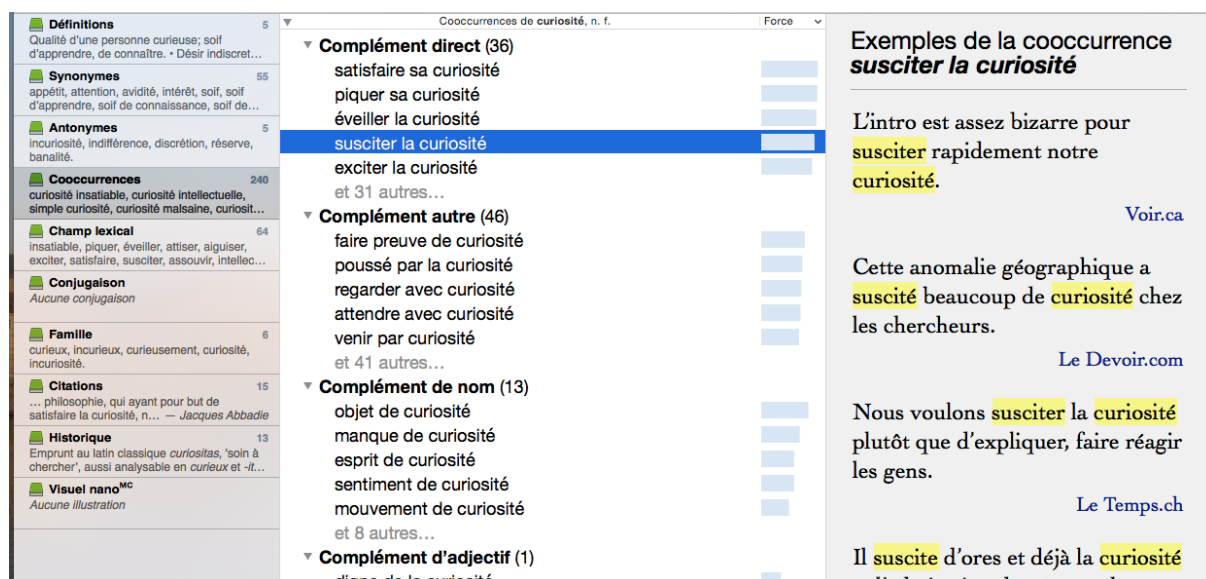 Définitions 5
Qualité d'une personne curieuse; soif
d'apprendre, de connaître. • Désir indiscret…
Synonymes 55
appétit, attention, avidité, intérêt, soif, soif
d'apprendre, soif de connaissance, soif de…
Antonymes 5
incuriosité, indifférence, discrétion, réserve,
banalité.
Cooccurrences 240
curiosité insatiable, curiosité intellectuelle,
simple curiosité, curiosité malsaine, curiosit…
Champ lexical 64
insatiable, piquer, éveiller, attiser, aiguiser,
exciter, satisfaire, susciter, assouvir, intellec…
Conjugaison
Aucune conjugaison
Famille 6
curieux, incurieux, curieusement, curiosité,
incuriosité.
Citations 15
… philosophie, qui ayant pour but de
satisfaire la curiosité, n… — Jacques Abbadie
Historique 13
Emprunt au latin classique curiositas, 'soin à
chercher', aussi analysable en curieux et -it…
Visuel nanoMC
Aucune illustration
Cooccurrences de curiosité, n. f. Force
Complément direct (36)
satisfaire sa curiosité
piquer sa curiosité
éveiller la curiosité
susciter la curiosité
exciter la curiosité
et 31 autres…
Complément autre (46)
faire preuve de curiosité
poussé par la curiosité
regarder avec curiosité
attendre avec curiosité
venir par curiosité
et 41 autres…
Complément de nom (13)
objet de curiosité
manque de curiosité
esprit de curiosité
sentiment de curiosité
mouvement de curiosité
et 8 autres…
Complément d'adjectif (1)
digne de la curiosité
Exemples de la cooccurrence
susciter la curiosité
L'intro est assez bizarre pour
susciter rapidement notre
curiosité.
Voir.ca
Cette anomalie géographique a
suscité beaucoup de curiosité chez
les chercheurs.
Le Devoir.com
Nous voulons susciter la curiosité
plutôt que d'expliquer, faire réagir
les gens.
Le Temps.ch
Il suscite d'ores et déjà la curiosité